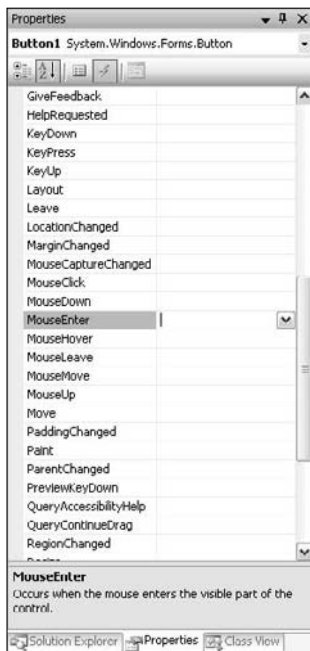 Properties
Button1 System.Windows.Forms.Button
GiveFeedback
HelpRequested
KeyDown
KeyPress
KeyUp
Layout
Leave
LocationChanged
MarginChanged
MouseCaptureChanged
MouseClick
MouseDown
MouseEnter
MouseHover
MouseLeave
MouseMove
MouseUp
Move
PaddingChanged
Paint
ParentChanged
PreviewKeyDown
QueryAccessibilityHelp
QueryContinueDrag
RegionChanged
MouseEnter
Occurs when the mouse enters the visible part of the
control.
Solution Explorer Properties Class View